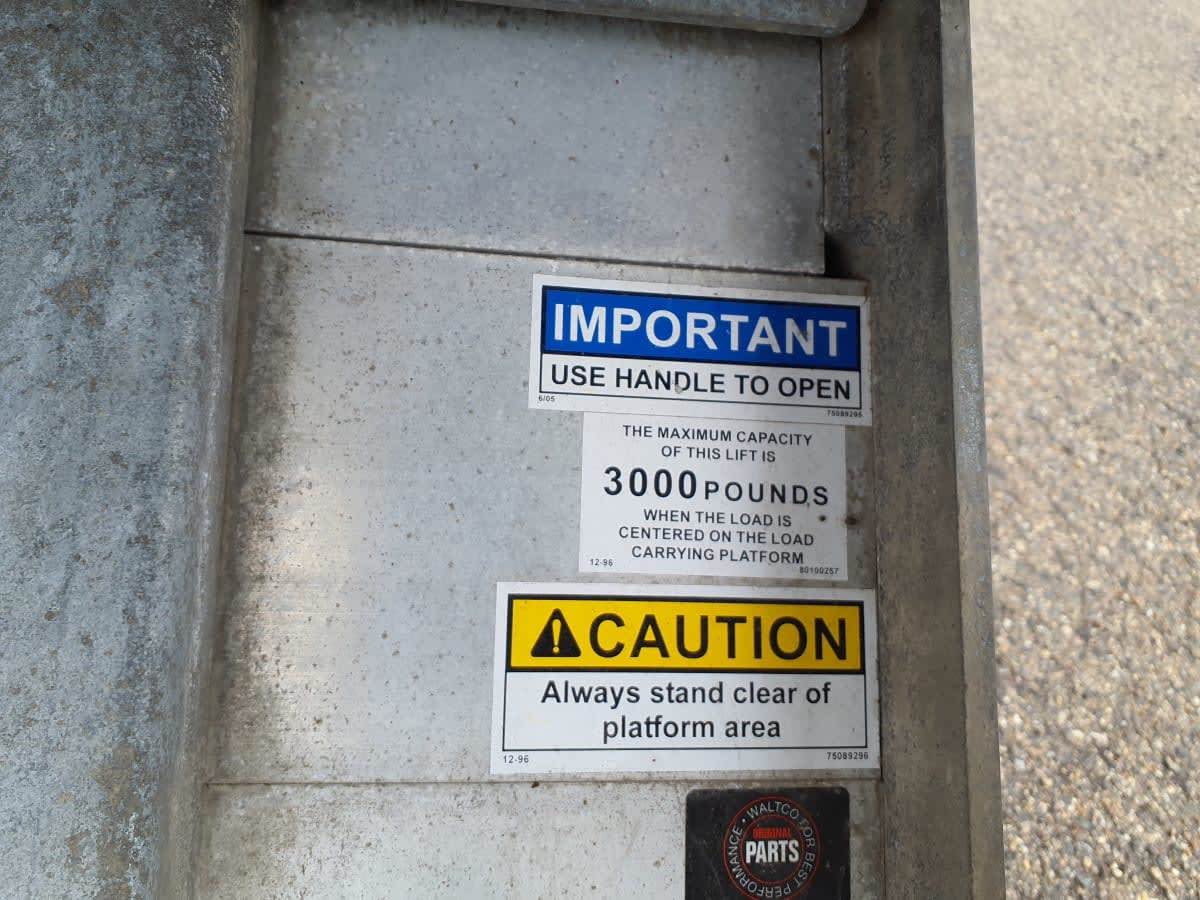 IMPORTANT
USE HANDLE TO OPEN
6/05
75089295
THE MAXIMUM CAPACITY
OF THIS LIFT IS
3000 POUNDS
WHEN THE LOAD IS
CENTERED ON THE LOAD
CARRYING PLATFORM
12-96
80100257
CAUTION
Always stand clear of
platform area
12-96
75089296
WALTCO FOR BEST PERFORMANCE •
ORIGINAL
PARTS